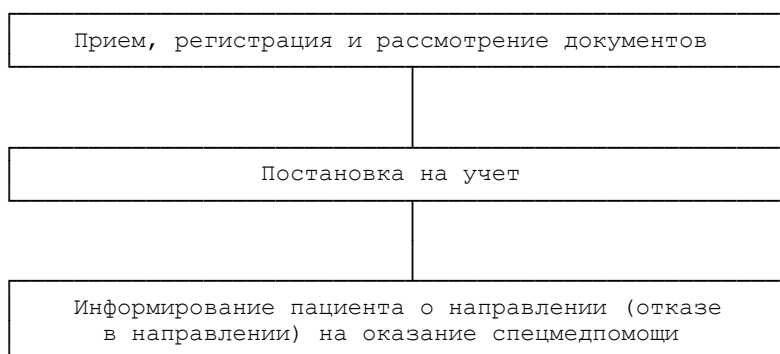 Прием, регистрация и рассмотрение документов
Постановка на учет
Информирование пациента о направлении (отказе
в направлении) на оказание спецмедпомощи